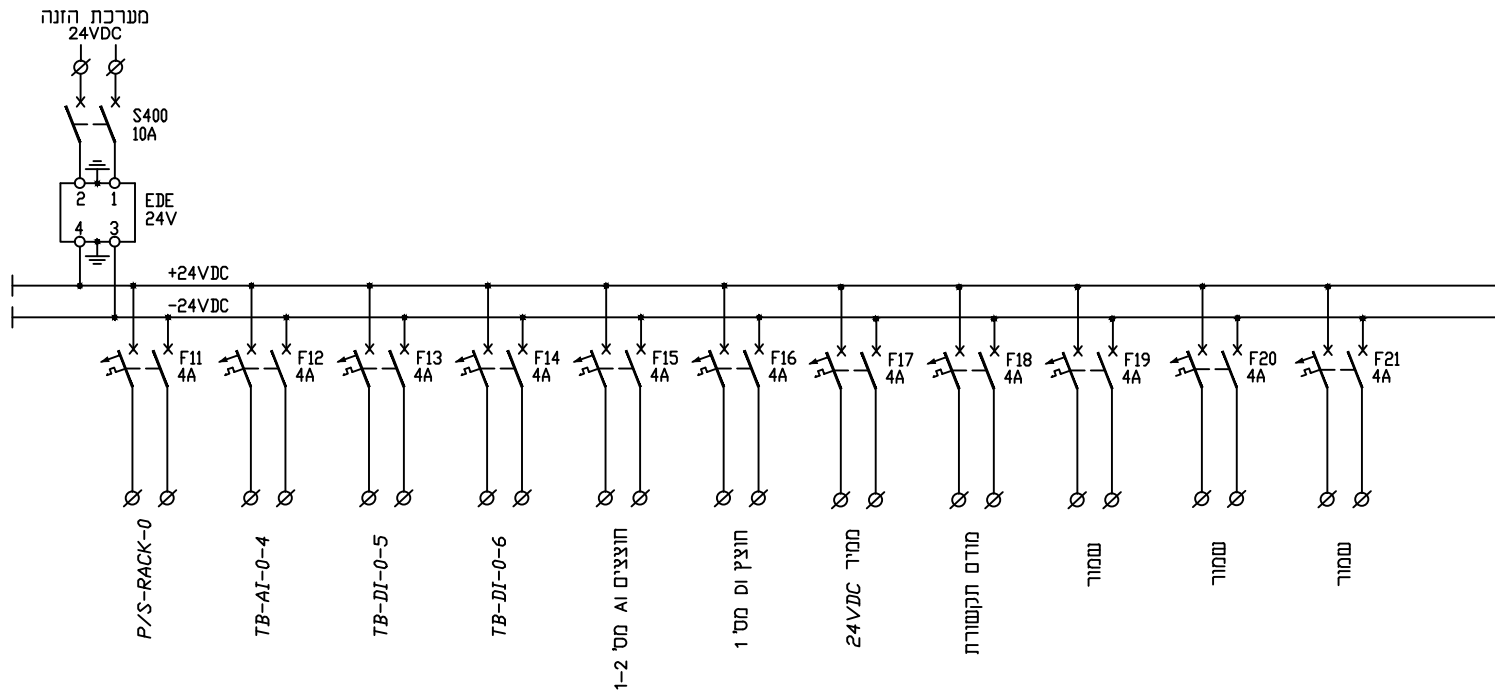 מערכת הזנה
24VDC
S400
10A
2 1
EDE
24V
4 3
+24VDC
-24VDC
F11
4A
F12
4A
F13
4A
F14
4A
F15
4A
F16
4A
F17
4A
F18
4A
F19
4A
F20
4A
F21
4A
P/S-RACK-0
TB-AI-0-4
TB-DI-0-5
TB-DI-0-6
חוצצים AI מס' 1-2
חוצץ DI מס' 1
ממיר 24VDC
מודם תקשורת
שמור
שמור
שמור